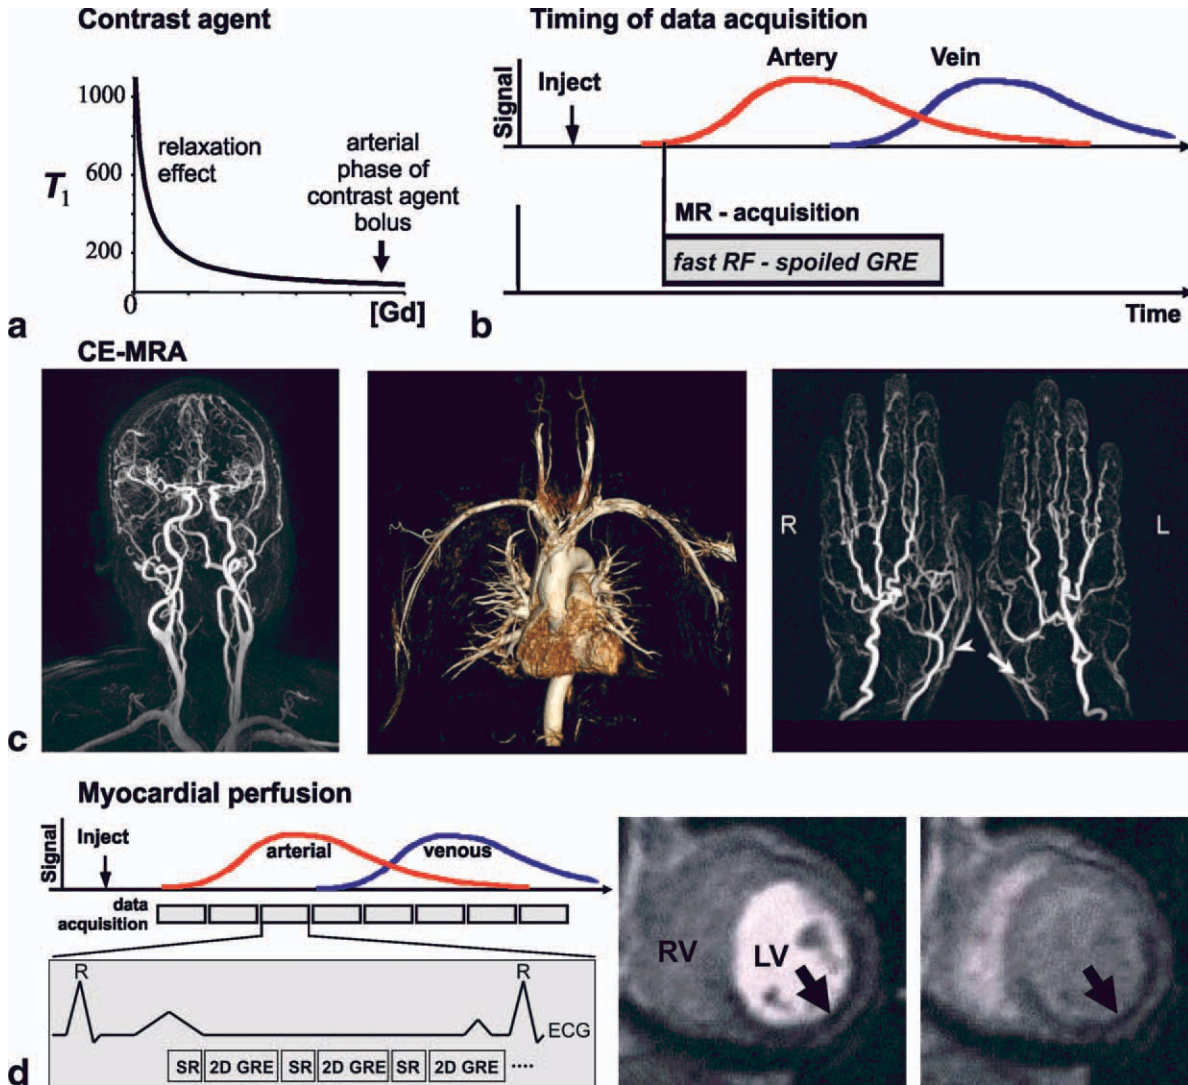 Contrast agent
1000
600
200
0
T1
relaxation
effect
arterial
phase of
contrast agent
bolus
[Gd]
a
Timing of data acquisition
Signal
Inject
Artery
Vein
MR - acquisition
fast RF - spoiled GRE
Time
b
CE-MRA
R
L
c
Myocardial perfusion
Signal
Inject
arterial
venous
data
acquisition
R
R
ECG
SR 2D GRE SR 2D GRE SR 2D GRE ....
RV
LV
d